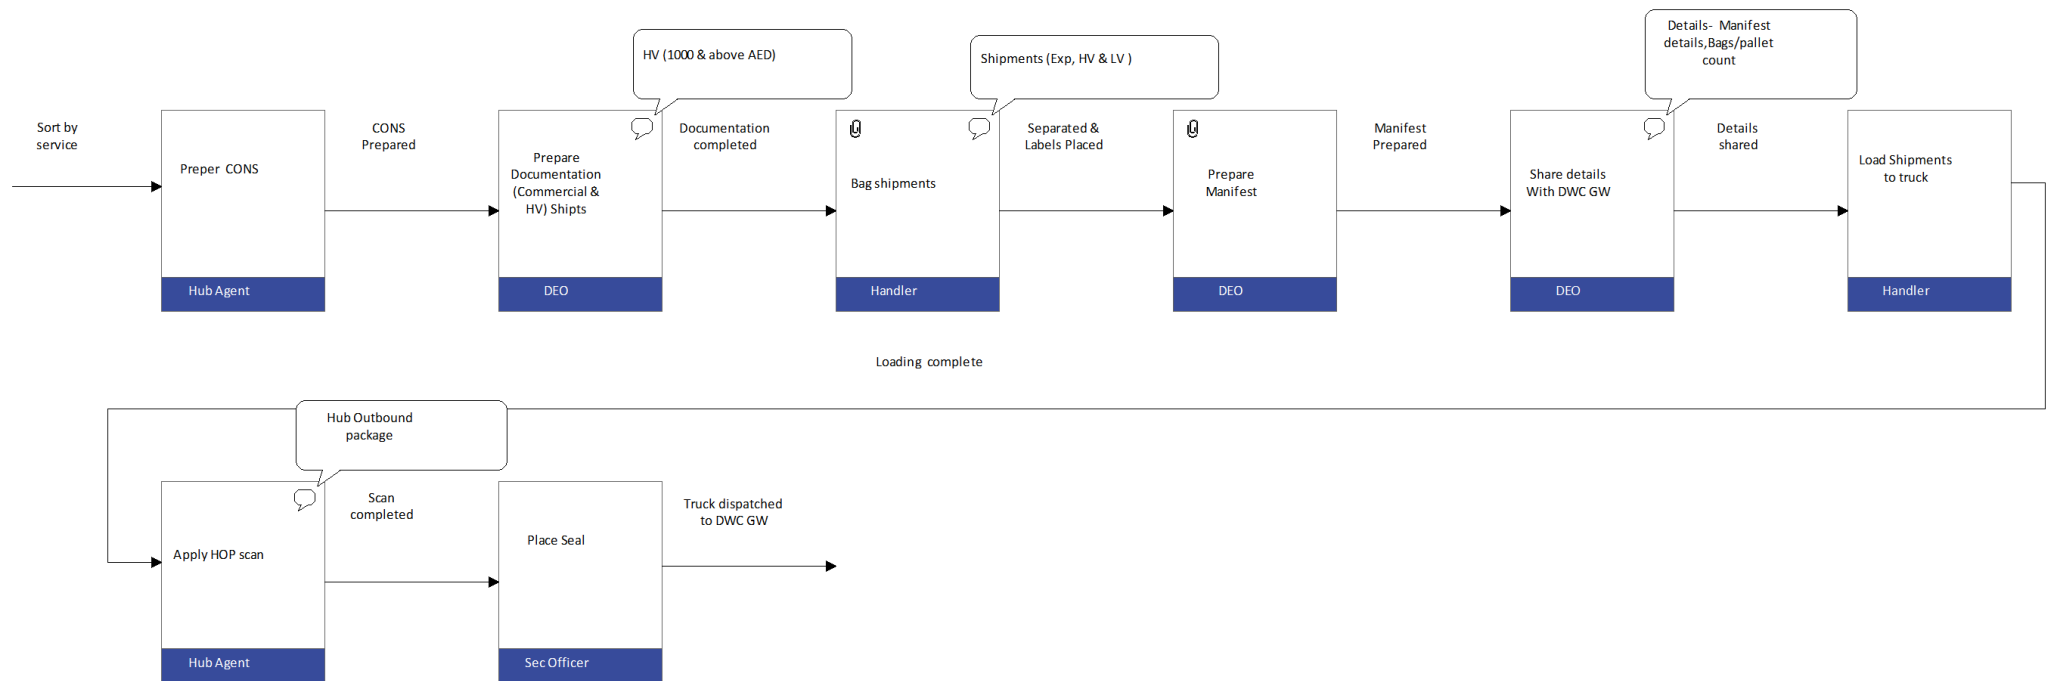 HV (1000 & above AED)
Shipments (Exp, HV & LV )
Details-  Manifest
details,Bags/pallet
count
Sort by
service
Preper  CONS
Hub Agent
CONS
Prepared
Prepare
Documentation
(Commercial &
HV) Shipts
DEO
Documentation
completed
Bag shipments
Handler
Separated &
Labels Placed
Prepare
Manifest
DEO
Manifest
Prepared
Share details
With DWC GW
DEO
Details
shared
Load Shipments
to truck
Handler
Loading  complete
Hub Outbound
package
Apply HOP scan
Hub Agent
Scan
completed
Place Seal
Sec Officer
Truck dispatched
to DWC GW